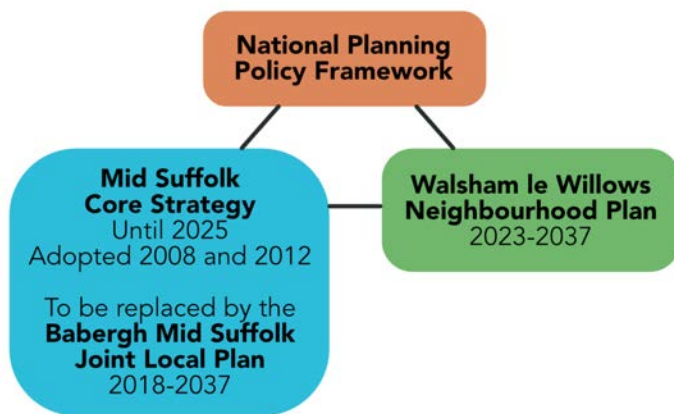 National Planning
Policy Framework
Mid Suffolk
Core Strategy
Until 2025
Adopted 2008 and 2012
To be replaced by the
Babergh Mid Suffolk
Joint Local Plan
2018-2037
Walsham le Willows
Neighbourhood Plan
2023-2037